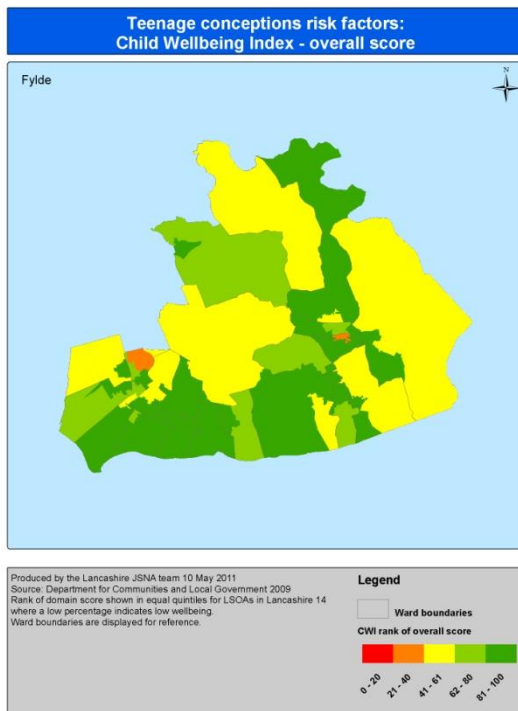 Teenage conceptions risk factors:
Child Wellbeing Index - overall score
Fylde
N
Produced by the Lancashire JSNA team 10 May 2011
Source: Department for Communities and Local Government 2009
Rank of domain score shown in equal quintiles for LSOAs in Lancashire 14
where a low percentage indicates low wellbeing.
Ward boundaries are displayed for reference.
Legend
Ward boundaries
CWI rank of overall score
0 - 20
21 - 40
41 - 61
62 - 80
81 - 100